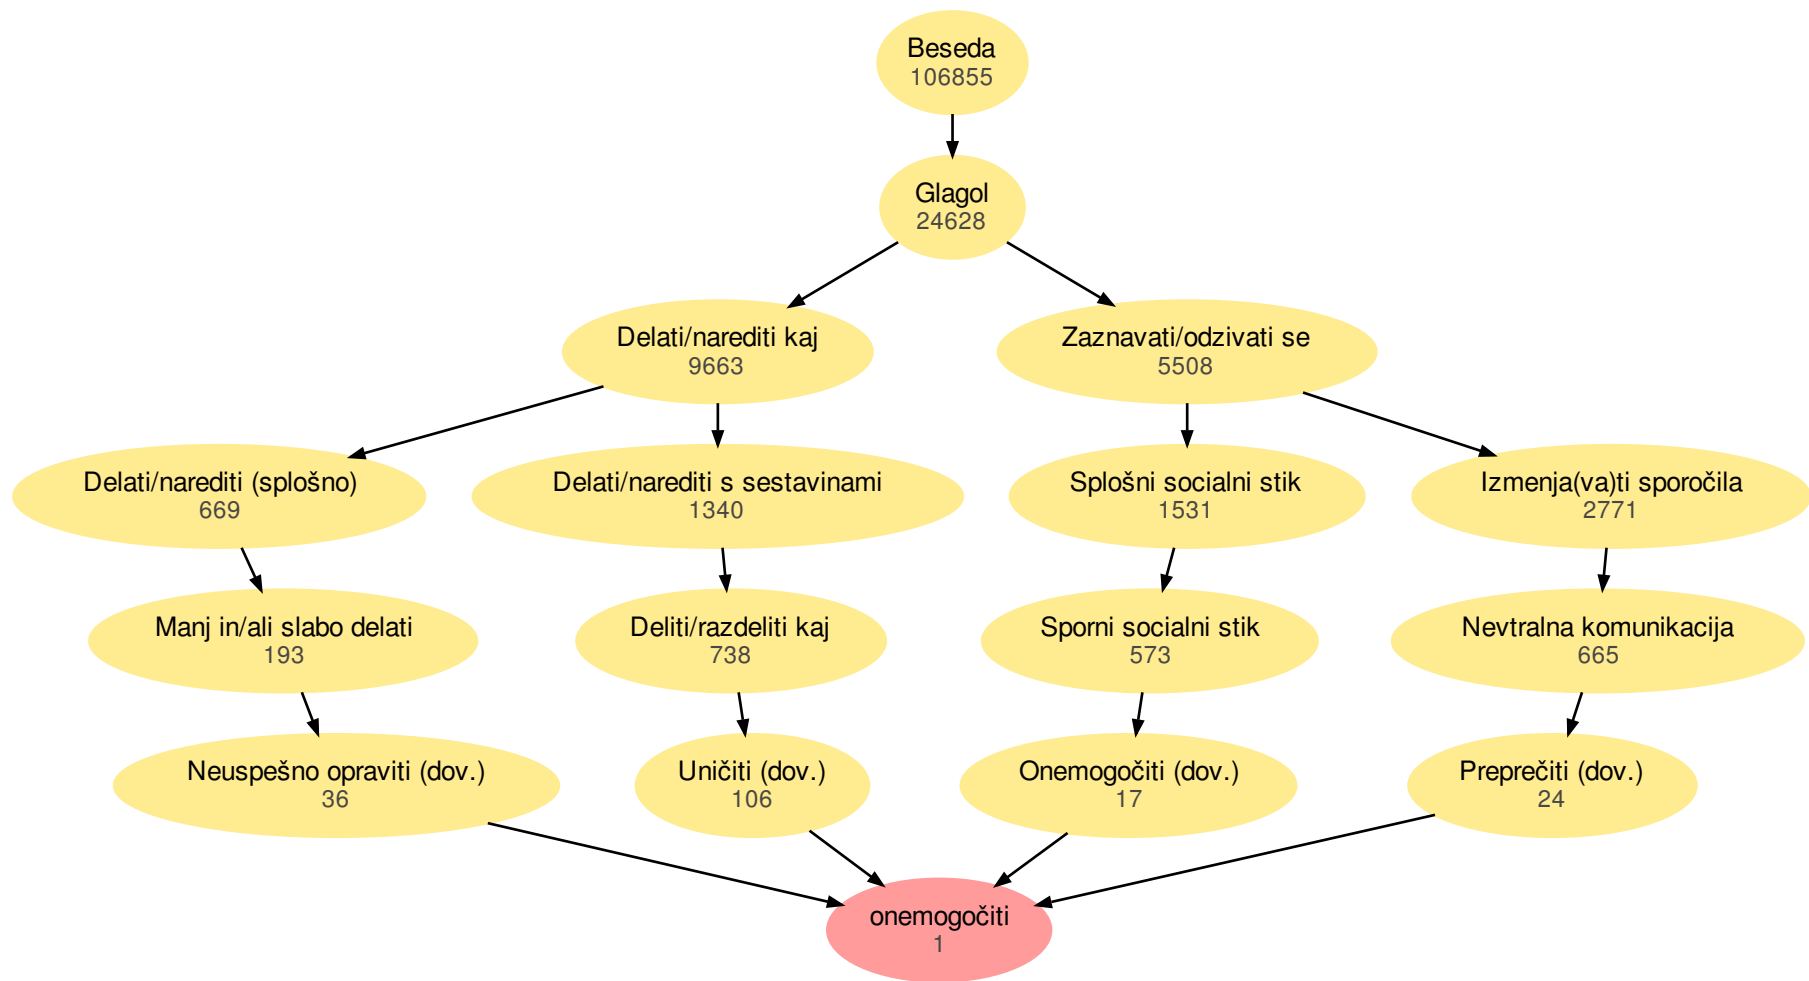 Beseda
106855
Glagol
24628
Delati/narediti kaj
9663
Zaznavati/odzivati se
5508
Delati/narediti (splošno)
669
Delati/narediti s sestavinami
1340
Splošni socialni stik
1531
Izmenja(va)ti sporočila
2771
Manj in/ali slabo delati
193
Deliti/razdeliti kaj
738
Sporni socialni stik
573
Nevtralna komunikacija
665
Neuspešno opraviti (dov.)
36
Uničiti (dov.)
106
Onemogočiti (dov.)
17
Preprečiti (dov.)
24
onemogočiti
1